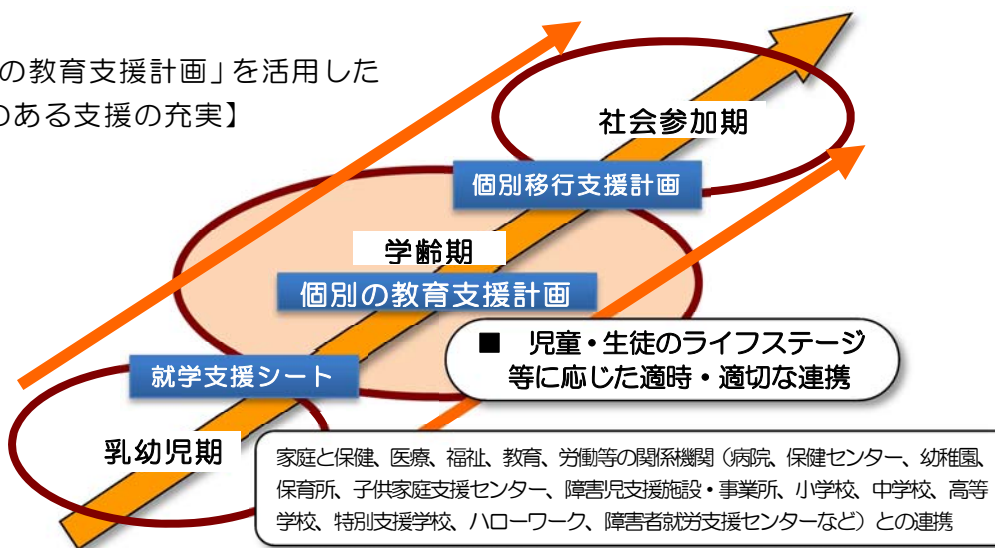 の教育支援計画」を活用した
のある支援の充実】
社会参加期
個別移行支援計画
学齢期
個別の教育支援計画
■ 児童・生徒のライフステージ
等に応じた適時・適切な連携
就学支援シート
乳幼児期
家庭と保健、医療、福祉、教育、労働等の関係機関（病院、保健センター、幼稚園、
保育所、子供家庭支援センター、障害児支援施設・事業所、小学校、中学校、高等
学校、特別支援学校、ハローワーク、障害者就労支援センターなど）との連携